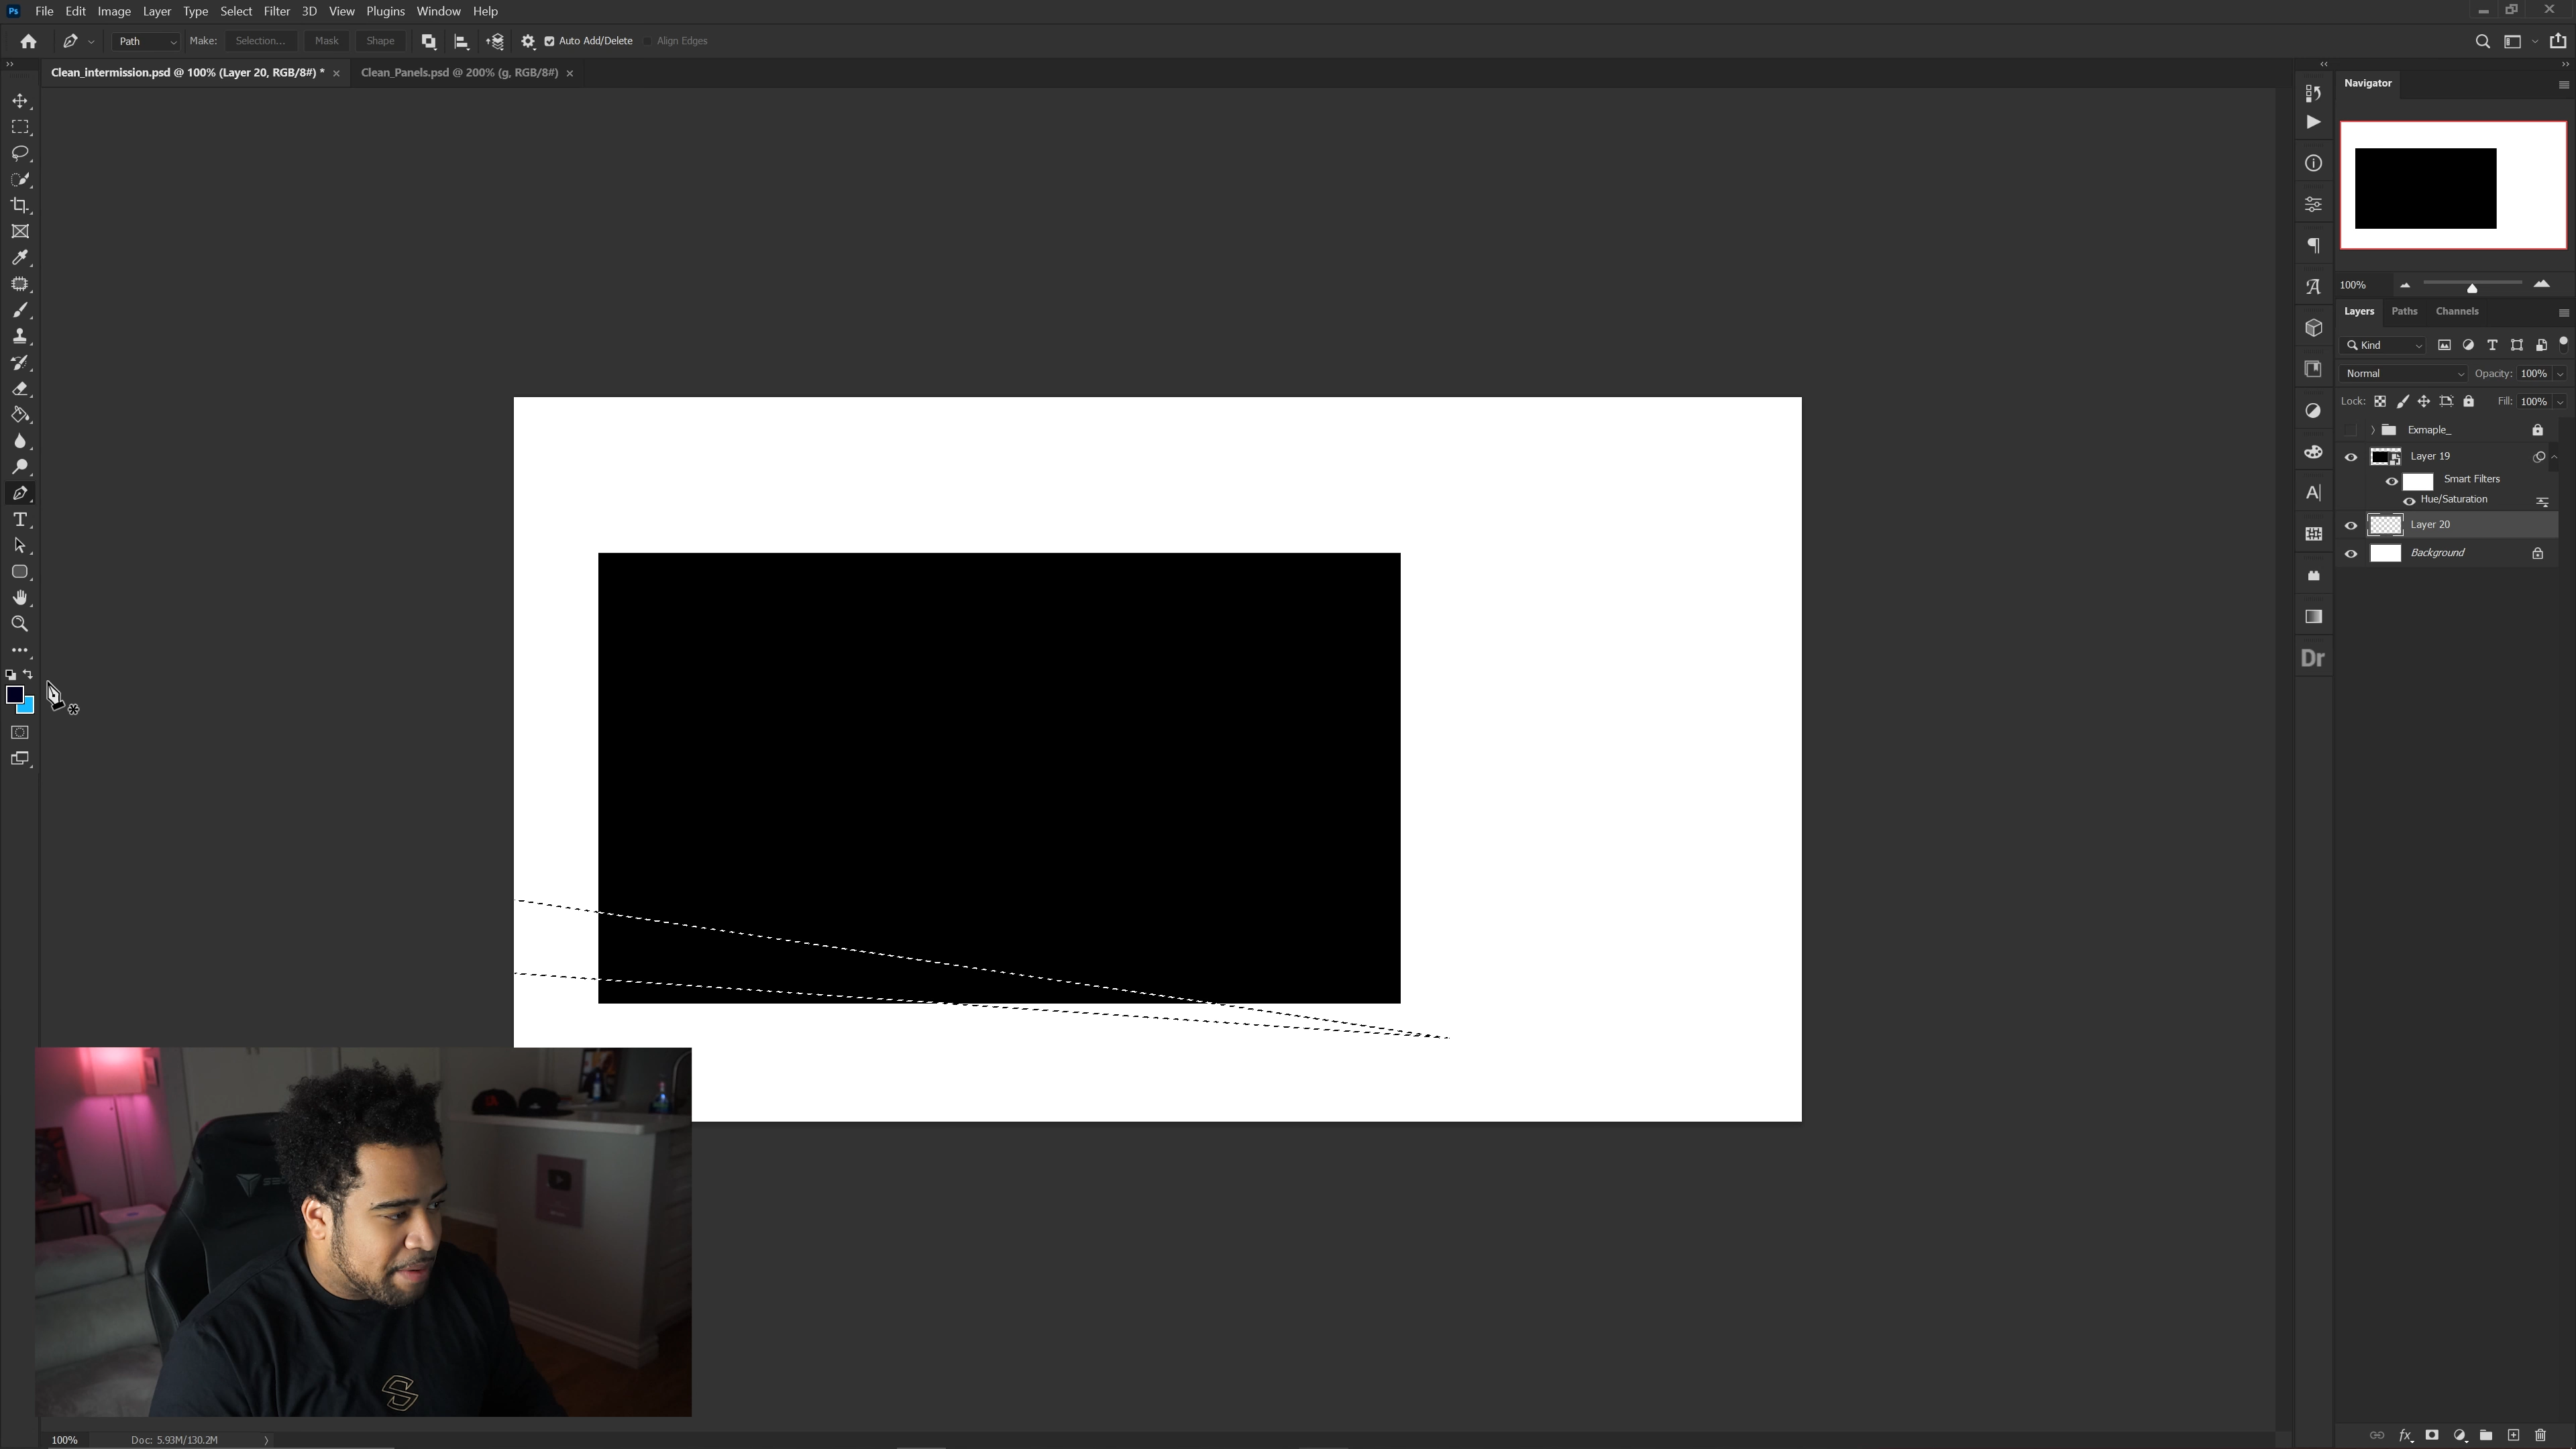 Ps File Edit Image Layer Type Select Filter 3D View Plugins Window Help
Path Make: Selection... Mask Shape Auto Add/Delete Align Edges
Clean_intermission.psd @ 100% (Layer 20, RGB/8#) * × Clean_Panels.psd @ 200% (g, RGB/8#) ×
Navigator
100%
Layers Paths Channels
Kind
Normal Opacity: 100%
Lock: Fill: 100%
Exmaple_
Layer 19
Smart Filters
Hue/Saturation
Layer 20
Background
Dr
S
100% Doc: 5.93M/130.2M
fx